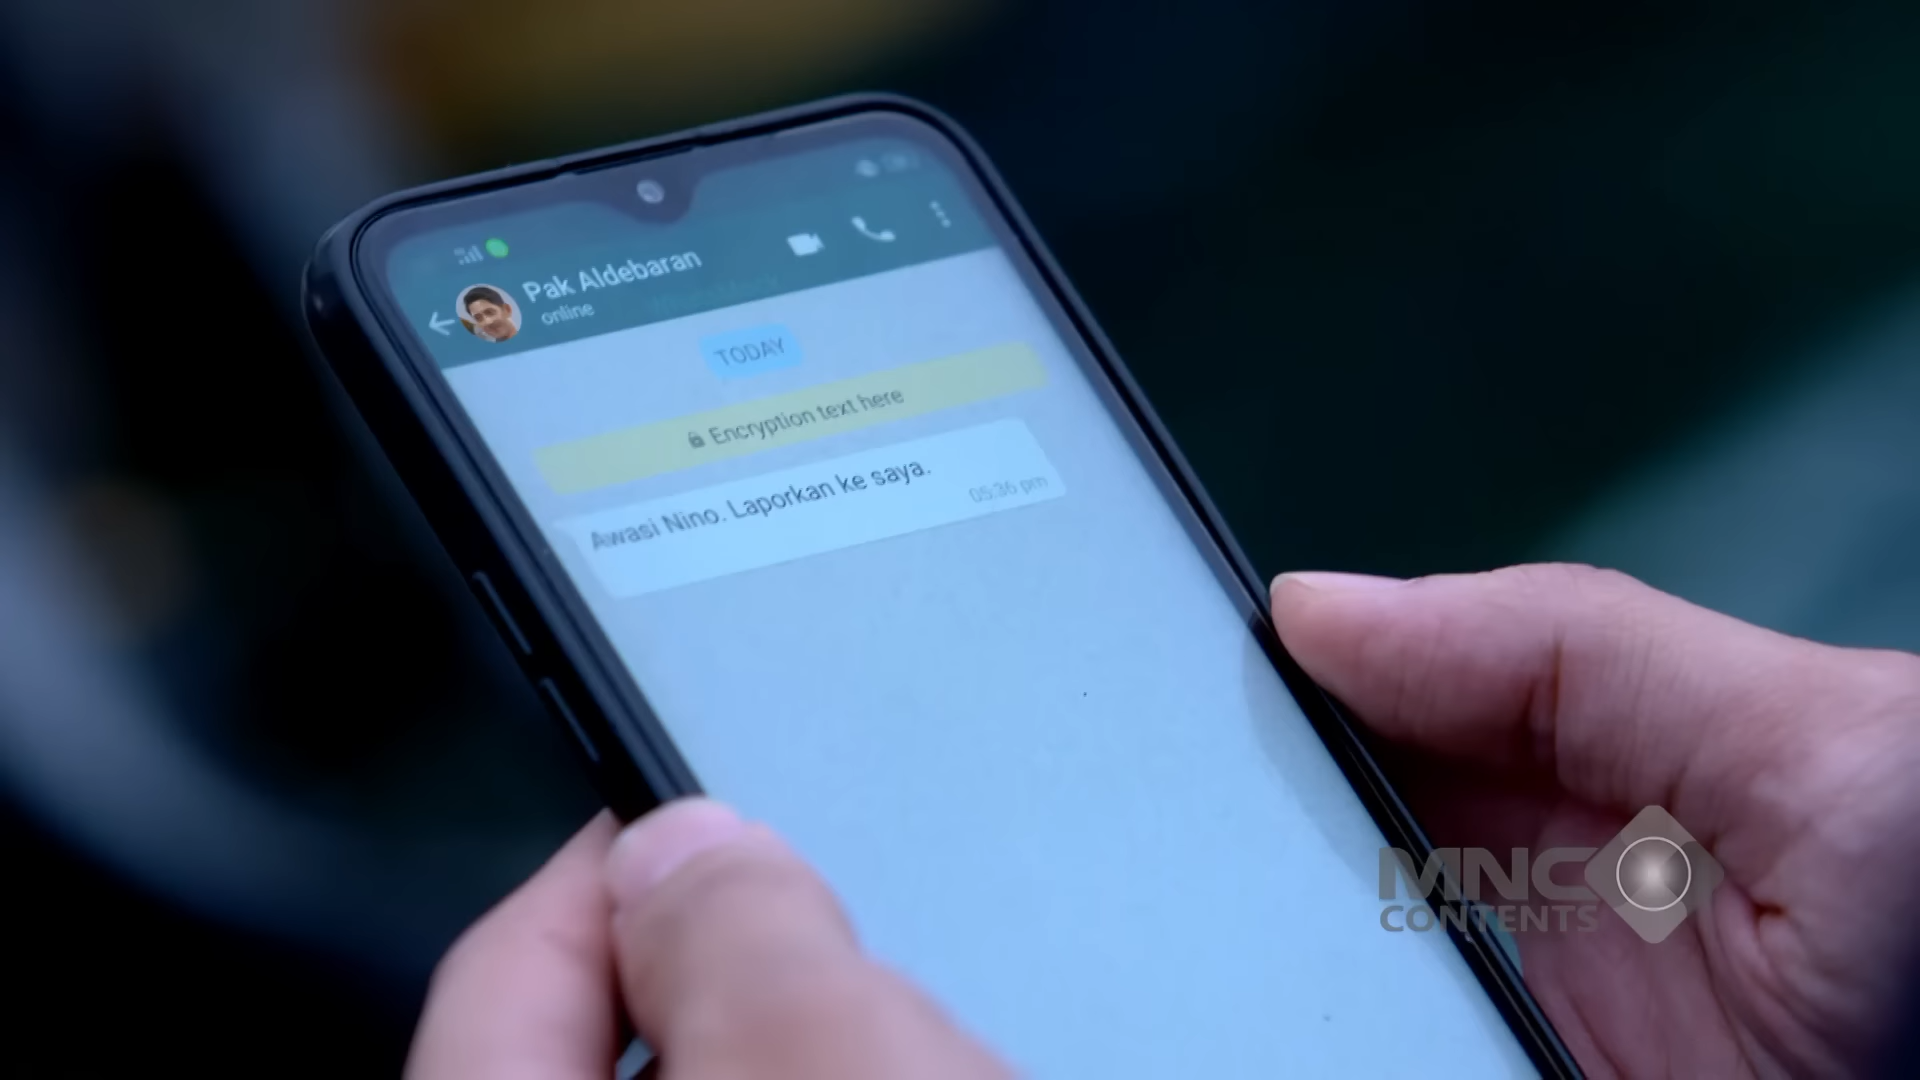 Pak Aldebaran
online
TODAY
Encryption text here
Awasi Nino. Laporkan ke saya.
05:36 pm
MNC
CONTENTS